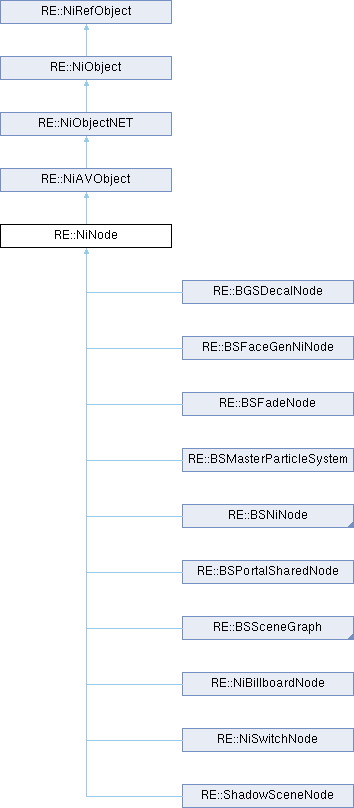 RE::NiRefObject
RE::NiObject
RE::NiObjectNET
RE::NiAVObject
RE::NiNode
RE::BGSDecalNode
RE::BSFaceGenNiNode
RE::BSFadeNode
RE::BSMasterParticleSystem
RE::BSNiNode
RE::BSPortalSharedNode
RE::BSSceneGraph
RE::NiBillboardNode
RE::NiSwitchNode
RE::ShadowSceneNode